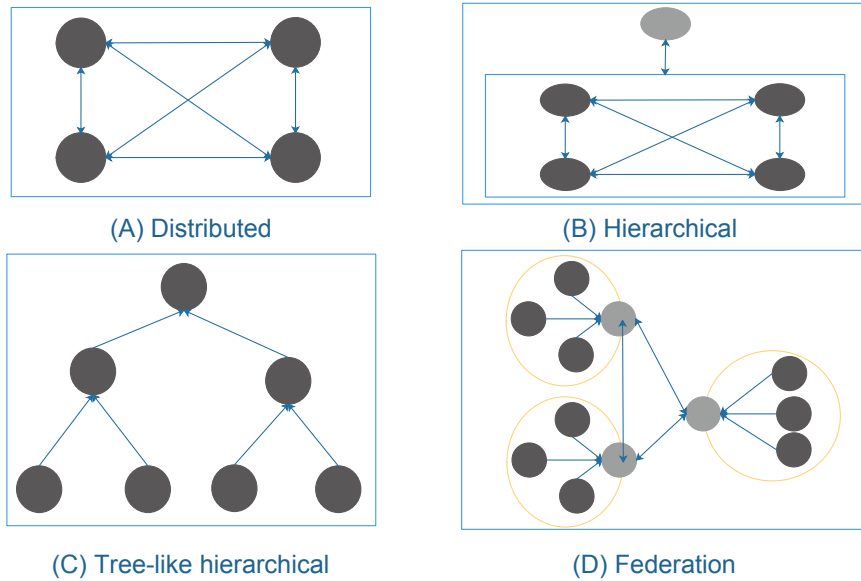 (A) Distributed
(B) Hierarchical
(C) Tree-like hierarchical
(D) Federation